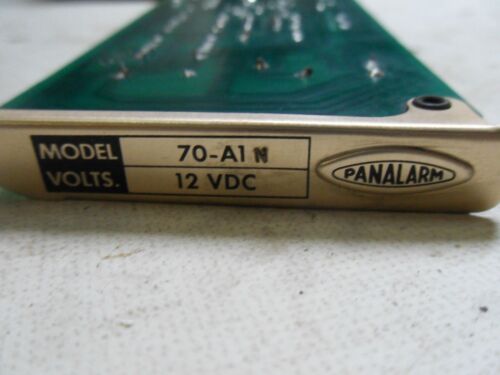 MODEL 70-A1 N
VOLTS. 12 VDC
PANALARM